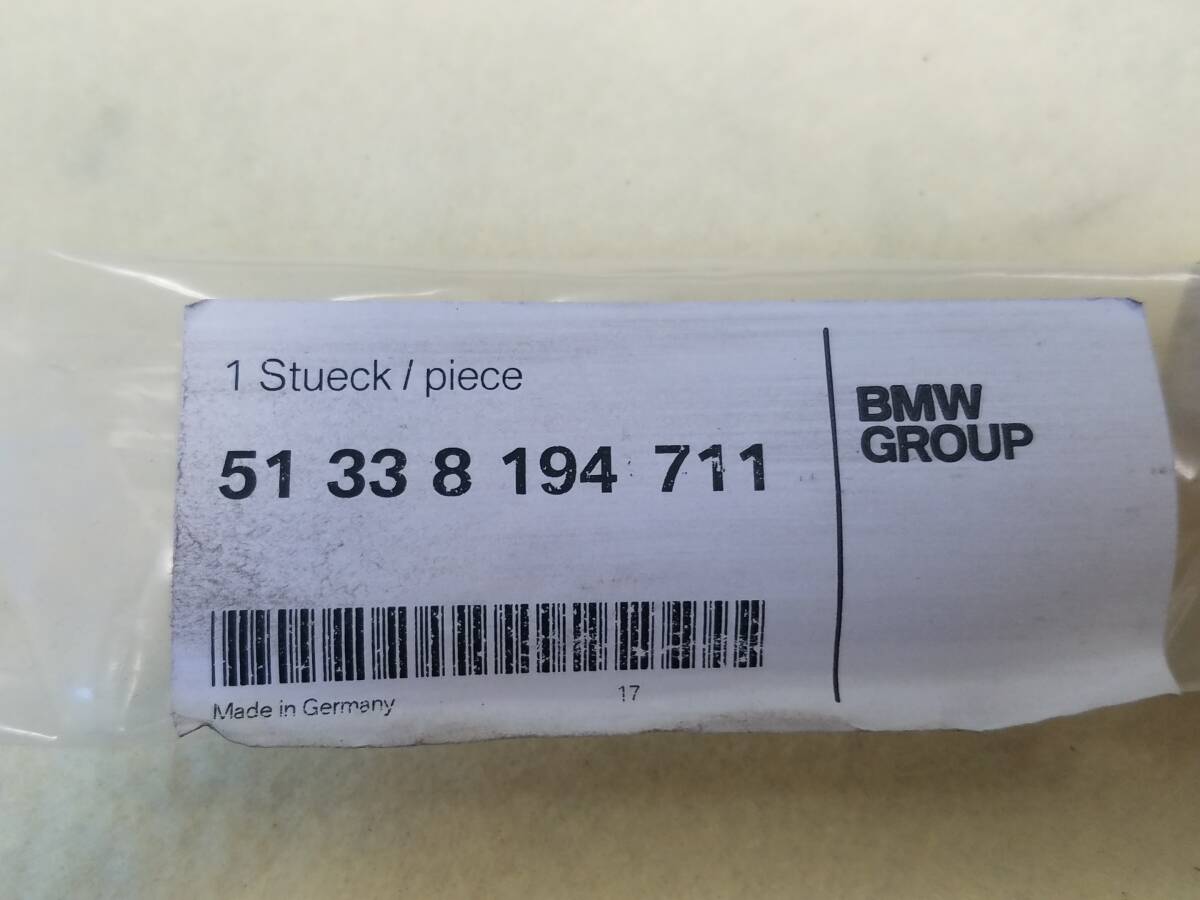 1 Stueck / piece
51 33 8 194 711
BMW
GROUP
Made in Germany
17